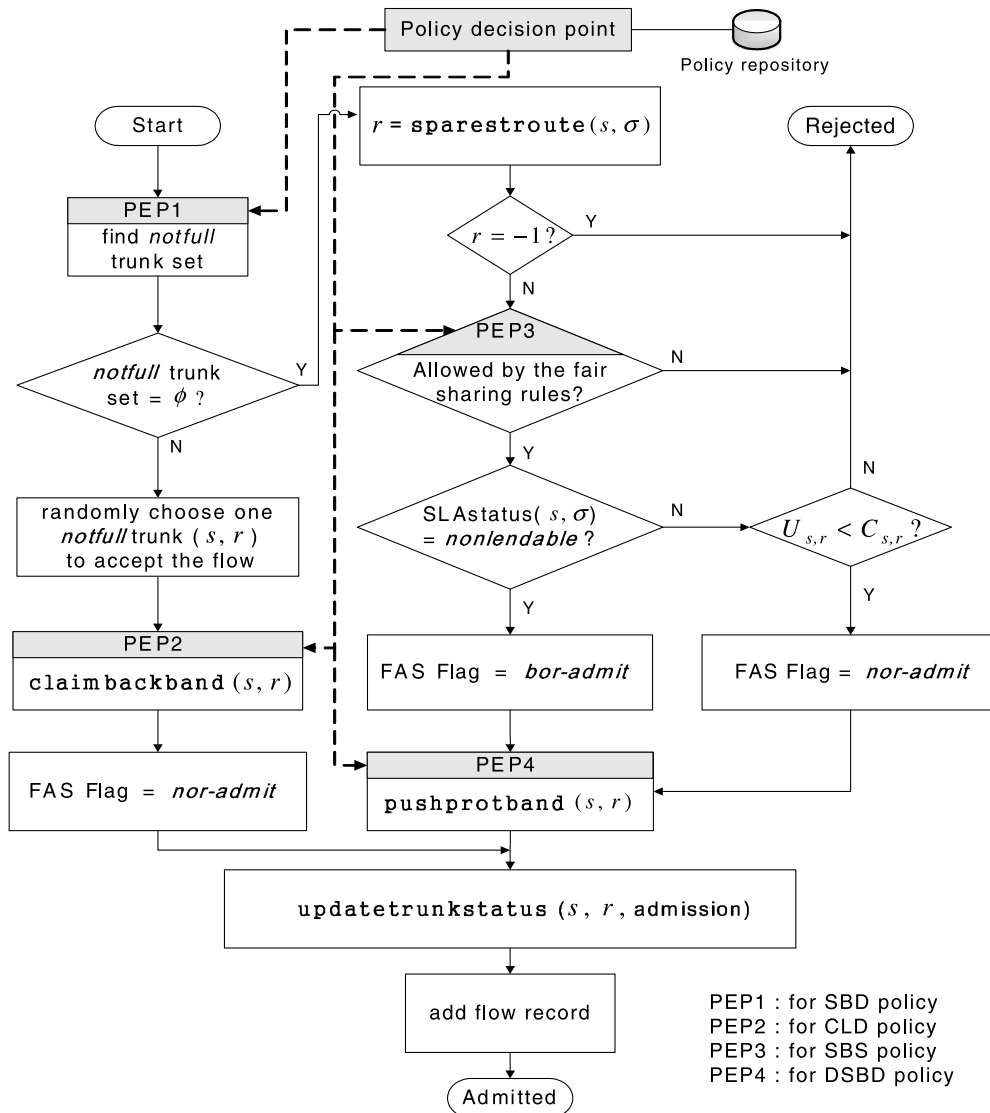 Policy decision point
Policy repository
Start
r = sparestroute(s, σ)
Rejected
PEP1
find notfull
trunk set
r = −1?
Y
N
PEP3
Allowed by the fair
sharing rules?
N
Y
notfull trunk
set = ϕ ?
Y
N
randomly choose one
notfull trunk (s, r)
to accept the flow
SLAstatus( s, σ)
= nonlendable ?
N
Y
U s,r < C s,r ?
N
Y
PEP2
claimbackband (s, r)
FAS Flag = bor-admit
FAS Flag = nor-admit
FAS Flag = nor-admit
PEP4
pushprotband (s, r)
updatetrunkstatus (s, r, admission)
add flow record
Admitted
PEP1 : for SBD policy
PEP2 : for CLD policy
PEP3 : for SBS policy
PEP4 : for DSBD policy